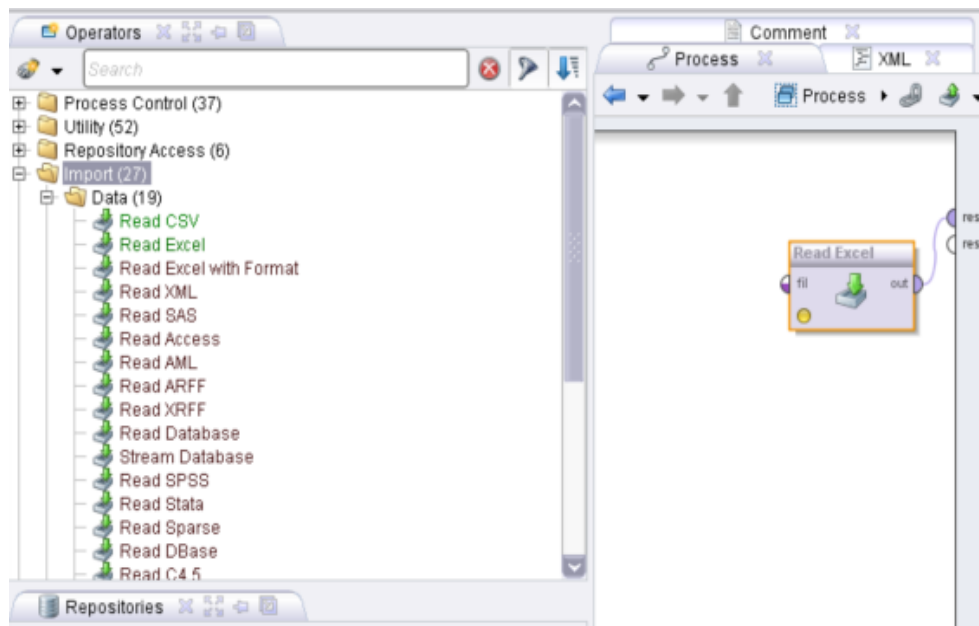 Operators
Search
Process Control (37)
Utility (52)
Repository Access (6)
Import (27)
Data (19)
Read CSV
Read Excel
Read Excel with Format
Read XML
Read SAS
Read Access
Read AML
Read ARFF
Read XRFF
Read Database
Stream Database
Read SPSS
Read Stata
Read Sparse
Read DBase
Read C4.5
Repositories
Comment
Process
XML
Process
Read Excel
fil
out
res
res